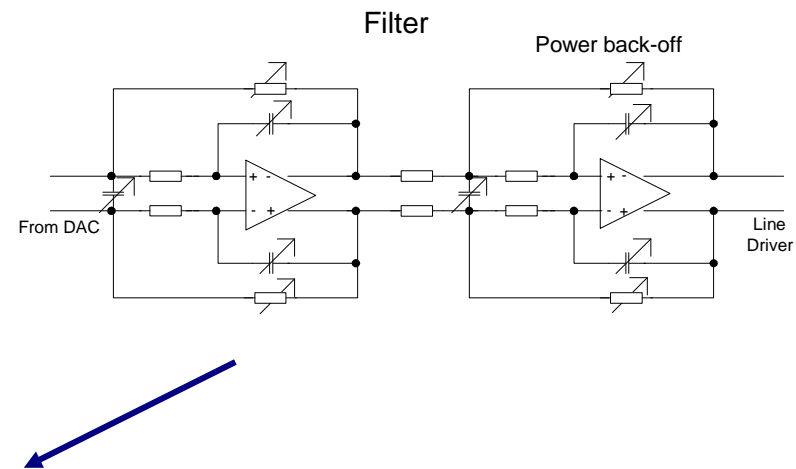 Filter
Power back-off
+ -
- +
+ -
- +
From DAC
Line
Driver